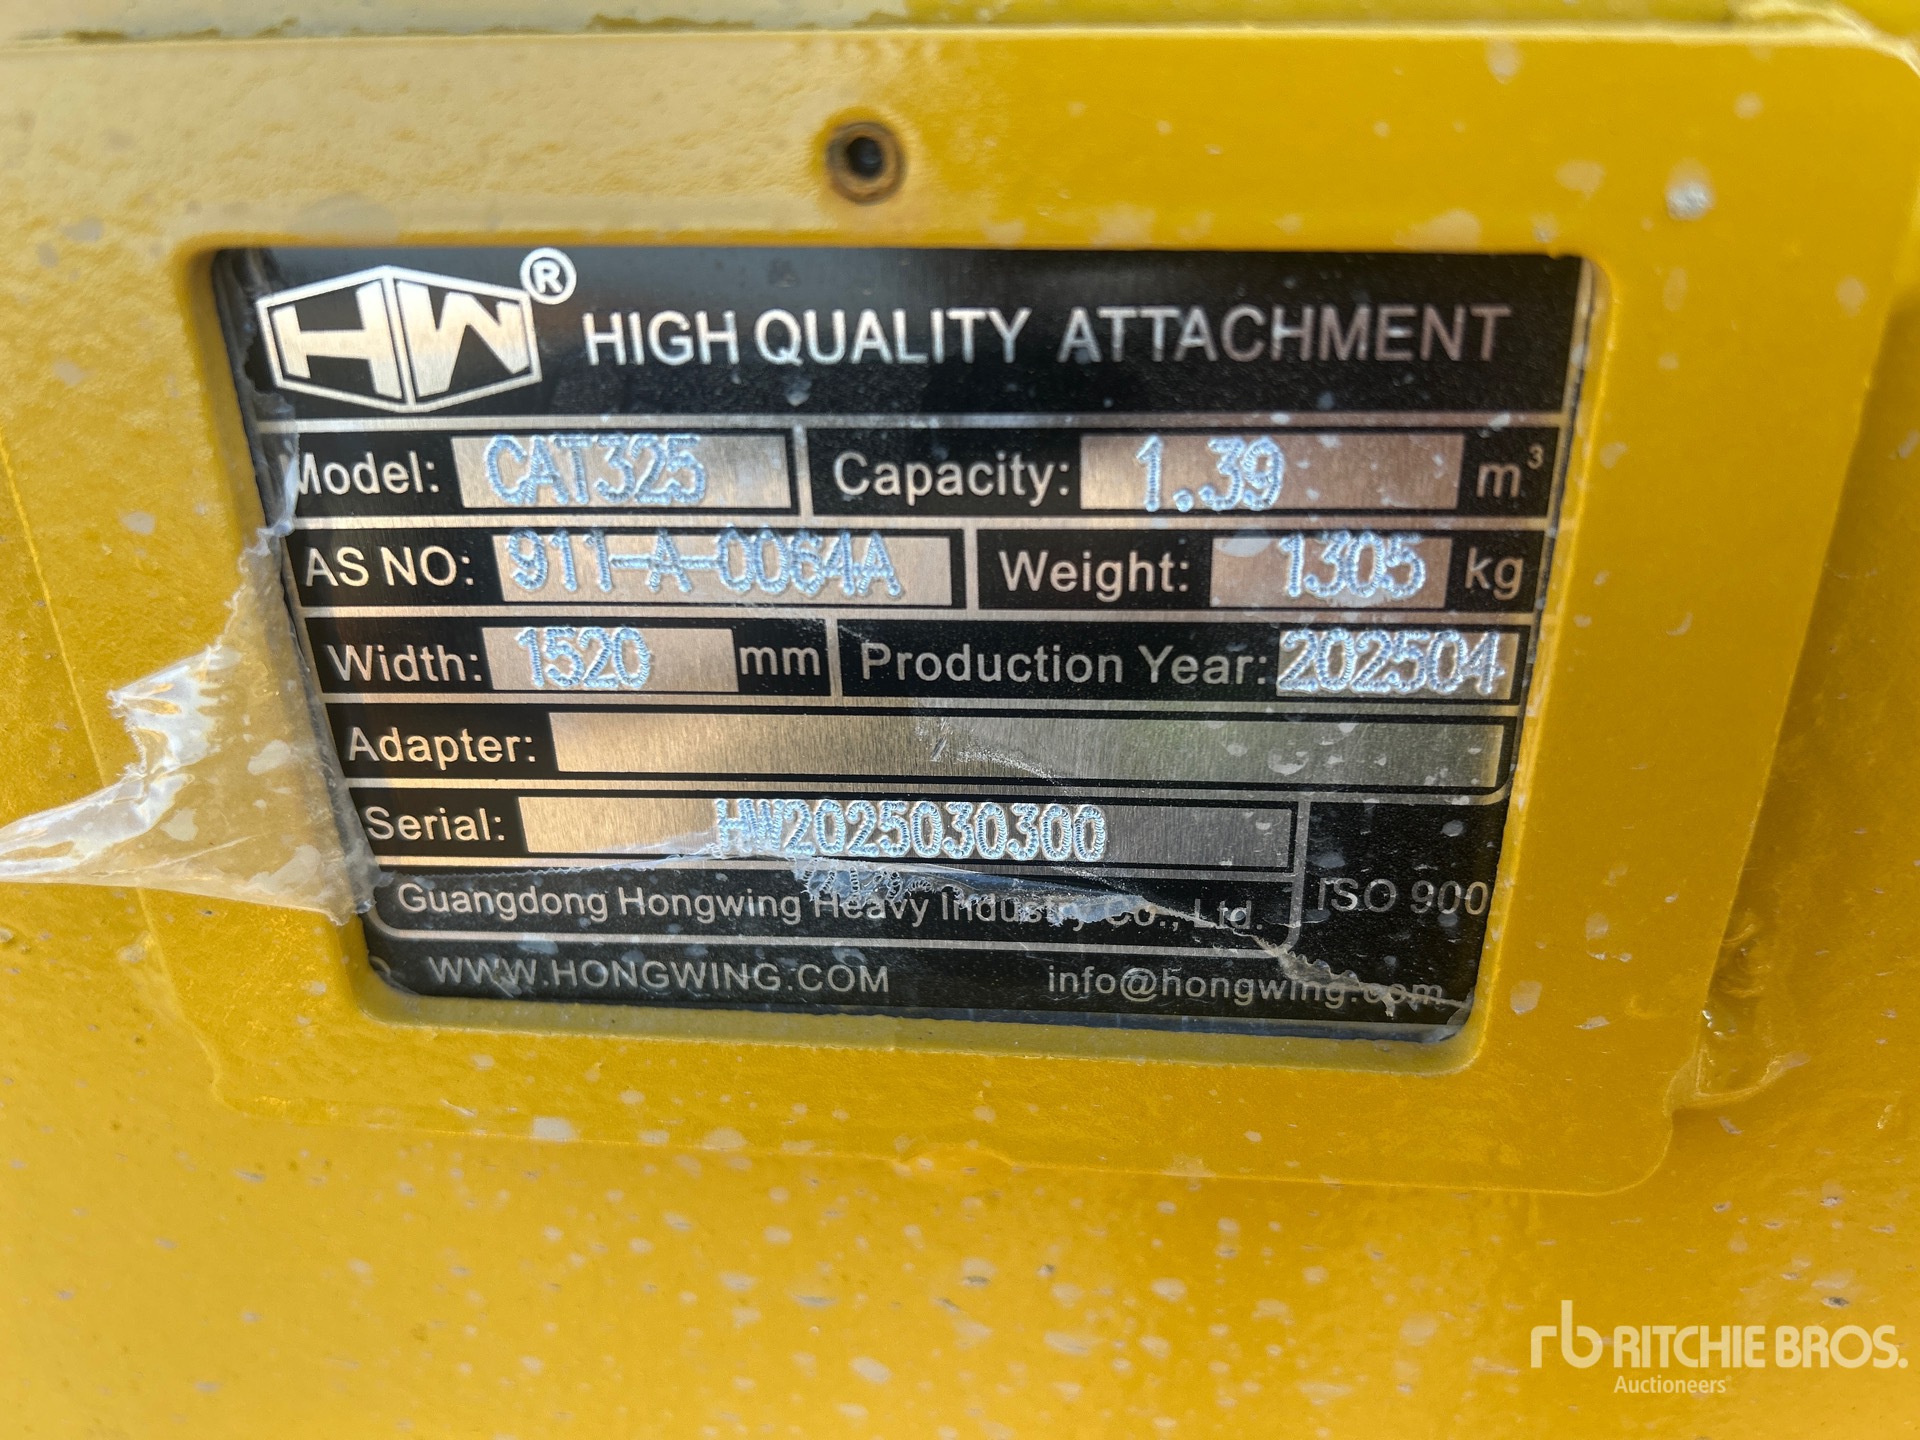 HW® HIGH QUALITY ATTACHMENT
Model: CAT325 Capacity: 1.39 m³
AS NO: 911-A-0064A Weight: 1305 kg
Width: 1520 mm Production Year: 202504
Adapter:
Serial: HW2025030300
Guangdong Hongwing Heavy Industry Co., Ltd. ISO 900
WWW.HONGWING.COM info@hongwing.com
rb RITCHIE BROS.
Auctioneers